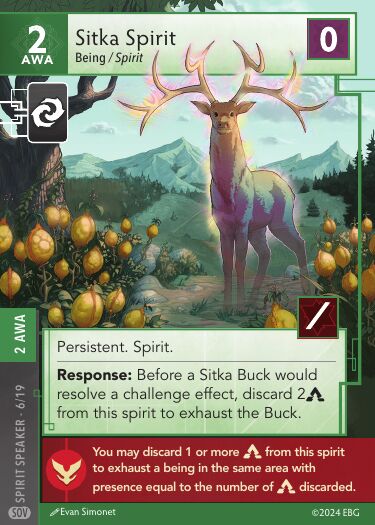 2
AWA
Sitka Spirit
Being / Spirit
0
2 AWA
Persistent. Spirit.
Response: Before a Sitka Buck would
resolve a challenge effect, discard 2
from this spirit to exhaust the Buck.
You may discard 1 or more from this spirit
to exhaust a being in the same area with
presence equal to the number of discarded.
SPIRIT SPEAKER · 6/19
SOV
Evan Simonet
©2024 EBG